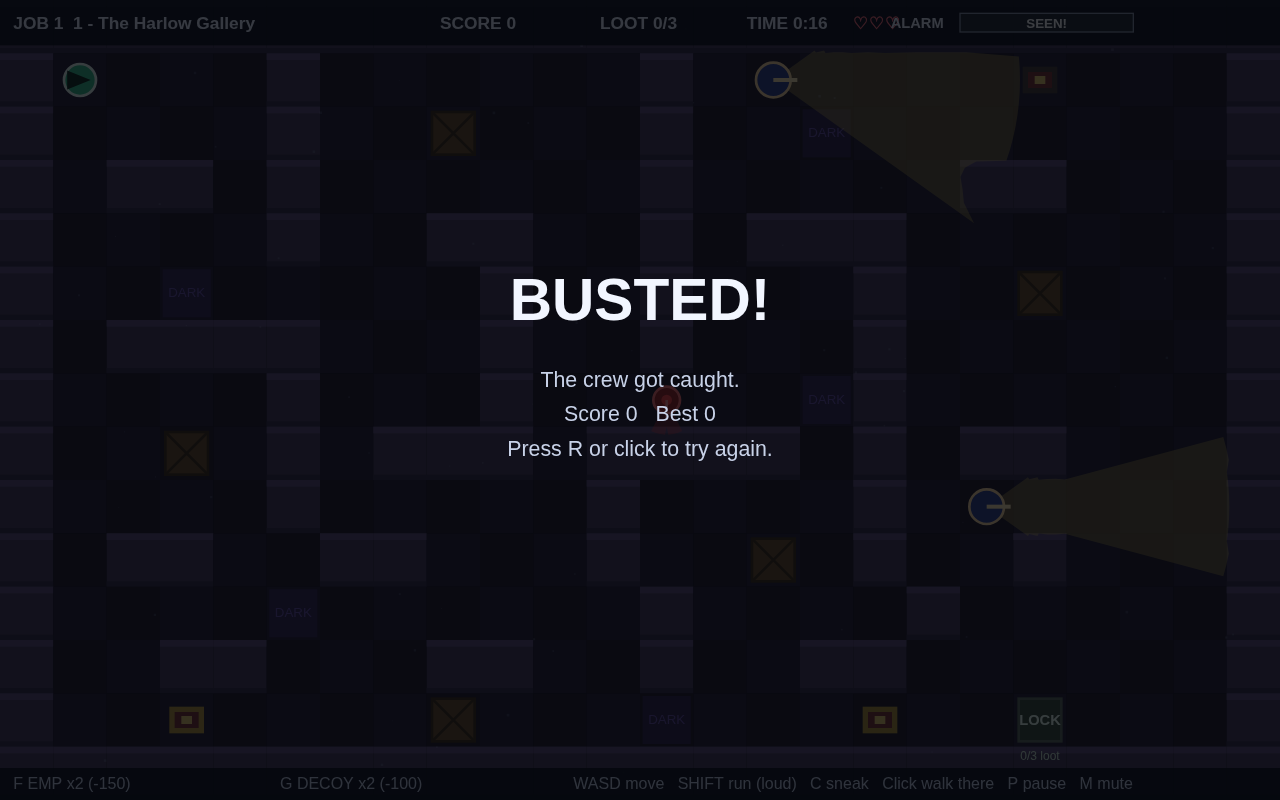 JOB 1 1 - The Harlow Gallery SCORE 0 LOOT 0/3 TIME 0:16 ♡♡♡ ALARM SEEN!
DARK
DARK
BUSTED!
The crew got caught.
DARK
Score 0 Best 0
Press R or click to try again.
DARK
DARK
LOCK
0/3 loot
F EMP x2 (-150) G DECOY x2 (-100) WASD move SHIFT run (loud) C sneak Click walk there P pause M mute